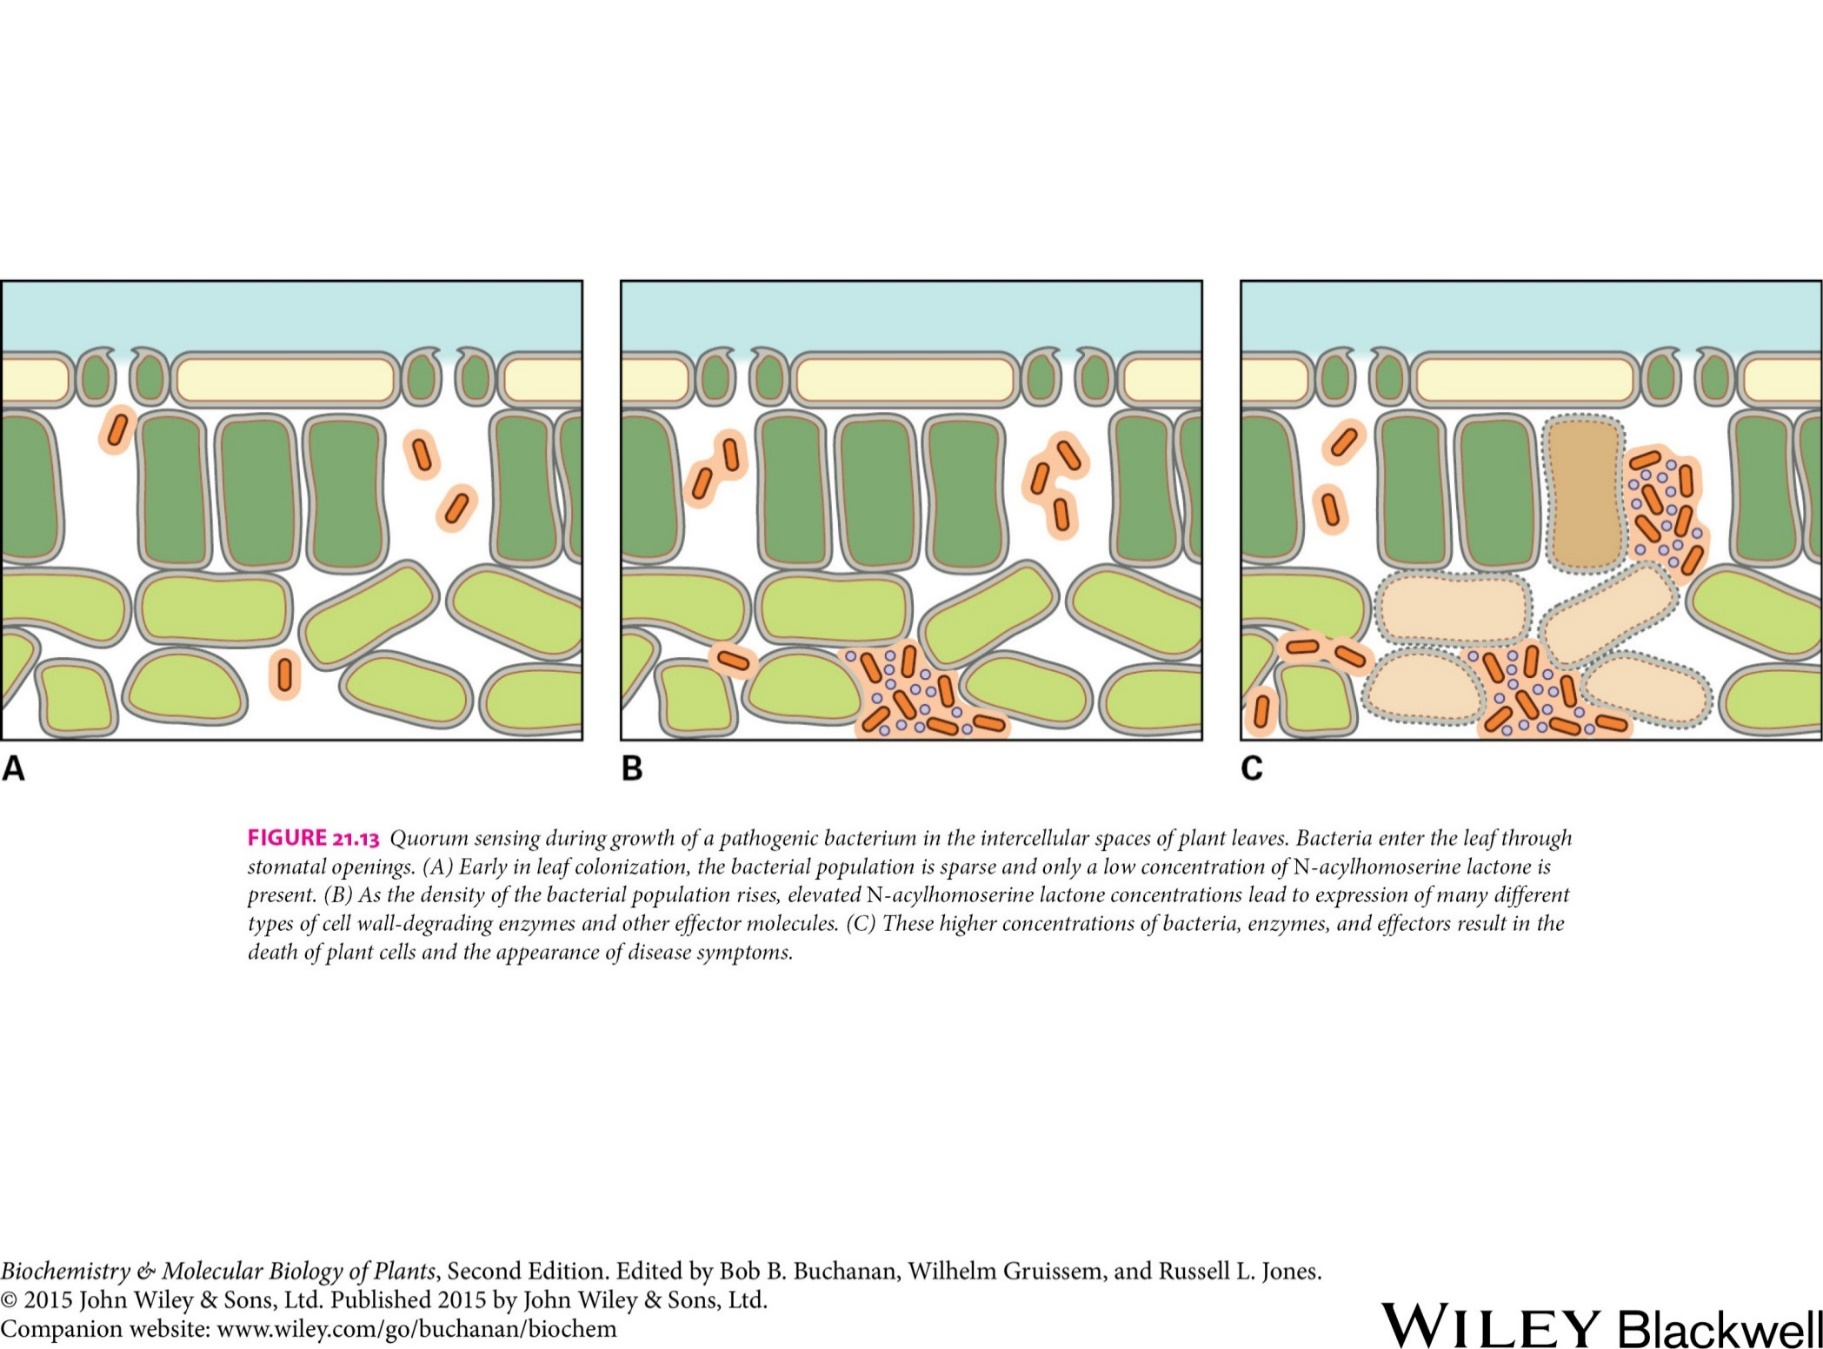 A
B
C
FIGURE 21.13 Quorum sensing during growth of a pathogenic bacterium in the intercellular spaces of plant leaves. Bacteria enter the leaf through
stomatal openings. (A) Early in leaf colonization, the bacterial population is sparse and only a low concentration of N-acylhomoserine lactone is
present. (B) As the density of the bacterial population rises, elevated N-acylhomoserine lactone concentrations lead to expression of many different
types of cell wall-degrading enzymes and other effector molecules. (C) These higher concentrations of bacteria, enzymes, and effectors result in the
death of plant cells and the appearance of disease symptoms.
Biochemistry & Molecular Biology of Plants, Second Edition. Edited by Bob B. Buchanan, Wilhelm Gruissem, and Russell L. Jones.
© 2015 John Wiley & Sons, Ltd. Published 2015 by John Wiley & Sons, Ltd.
Companion website: www.wiley.com/go/buchanan/biochem
WILEY Blackwell